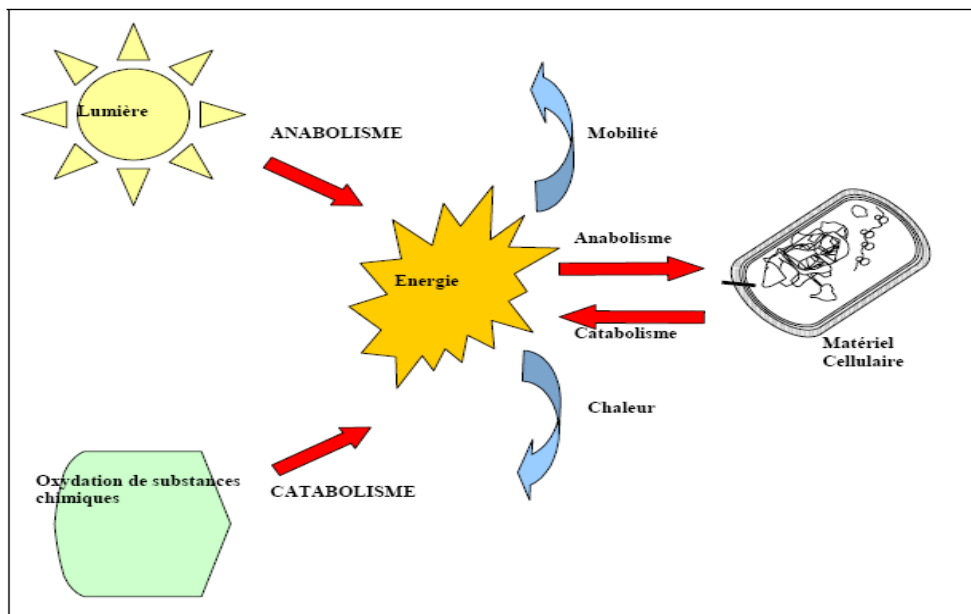 Lumière
ANABOLISME
Mobilité
Anabolisme
Energie
Catabolisme
Matériel
Cellulaire
Chaleur
Oxydation de substances
chimiques
CATABOLISME